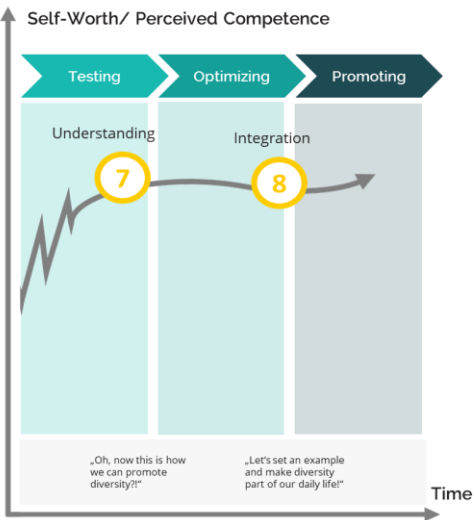 Self-Worth/ Perceived Competence
Testing
Optimizing
Promoting
Understanding
Integration
7
8
„Oh, now this is how
we can promote
diversity?!“
„Let’s set an example
and make diversity
part of our daily life!“
Time